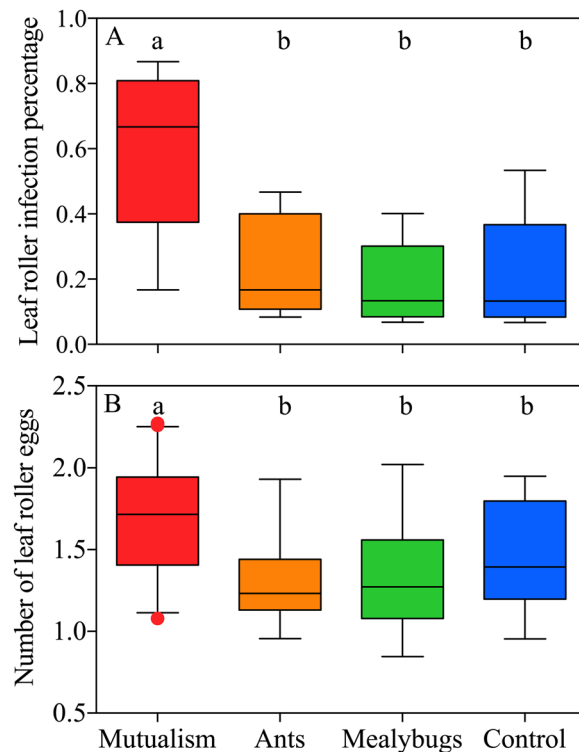 A
a
b
b
b
1.0
0.8
0.6
0.4
0.2
0.0
Leaf roller infection percentage
B
a
b
b
b
2.5
2.0
1.5
1.0
0.5
Number of leaf roller eggs
Mutualism
Ants
Mealybugs
Control